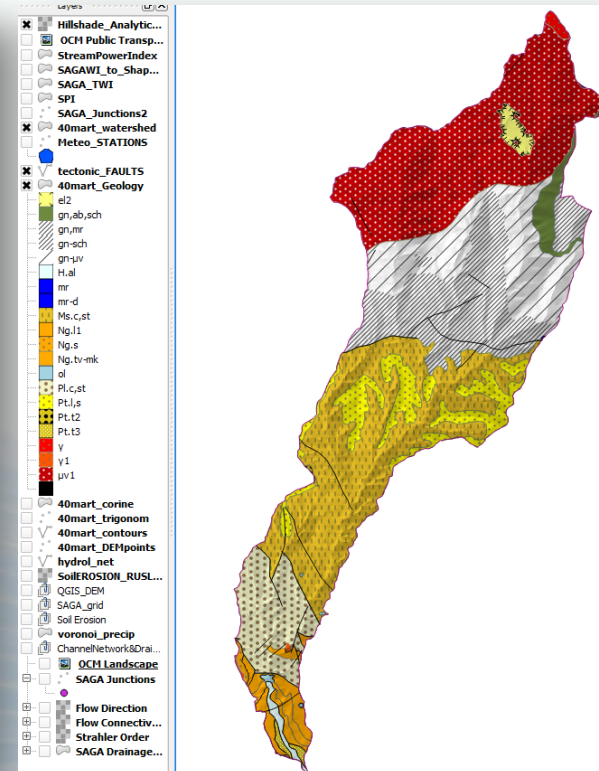 Layers
Hillshade_Analytic...
OCM Public Transp...
StreamPowerIndex
SAGAWI_to_Shap...
SAGA_TWI
SPI
SAGA_Junctions2
40mart_watershed
Meteo_STATIONS
tectonic_FAULTS
40mart_Geology
el2
gn,ab,sch
gn,mr
gn-sch
gn-μv
H.al
mr
mr-d
Ms.c,st
Ng.l1
Ng.s
Ng.tv-mk
ol
Pl.c,st
Pt.l,s
Pt.t2
Pt.t3
γ
γ1
μv1
40mart_corine
40mart_trigonom
40mart_contours
40mart_DEMpoints
hydrol_net
SoilEROSION_RUSL...
QGIS_DEM
SAGA_grid
Soil Erosion
voronoi_precip
ChannelNetwork&Drai...
OCM Landscape
SAGA Junctions
Flow Direction
Flow Connectiv...
Strahler Order
SAGA Drainage...